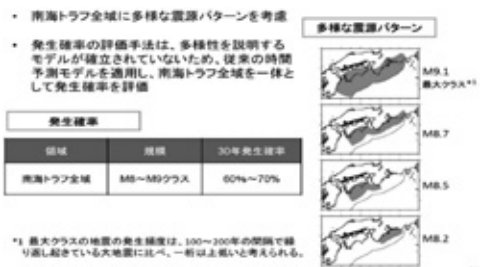 ・ 南海トラフ全域に多様な震源パターンを考慮
・ 発生確率の評価手法は、多様性を説明する
モデルが確立されていないため、従来の時間
予測モデルを適用し、南海トラフ全域を一体と
して発生確率を評価
発生確率
領域 規模 30年発生確率
南海トラフ全域 M8～M9クラス 60%～70%
*1 最大クラスの地震の発生頻度は、100～200年の間隔で繰
り返し起きている大地震に比べ、一桁以上低いと考えられる。
多様な震源パターン
M9.1
最大クラス*1
M8.7
M8.5
M8.2